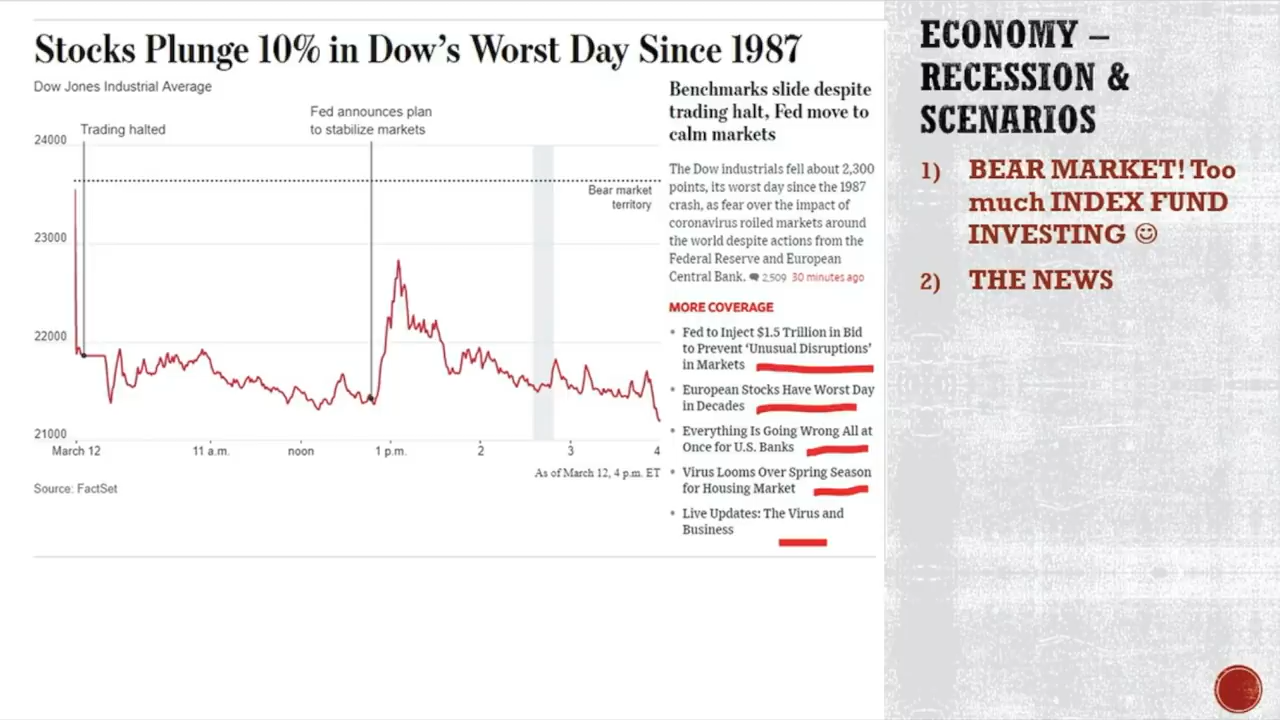 Stocks Plunge 10% in Dow's Worst Day Since 1987
Dow Jones Industrial Average
Trading halted
Fed announces plan
to stabilize markets
24000
Bear market
territory
23000
22000
21000
March 12
11 a.m.
noon
1 p.m.
2
3
4
As of March 12, 4 p.m. ET
Source: FactSet
Benchmarks slide despite
trading halt, Fed move to
calm markets
The Dow industrials fell about 2,300
points, its worst day since the 1987
crash, as fear over the impact of
coronavirus roiled markets around
the world despite actions from the
Federal Reserve and European
Central Bank. 2,509 30 minutes ago
MORE COVERAGE
• Fed to Inject $1.5 Trillion in Bid
to Prevent 'Unusual Disruptions'
in Markets
• European Stocks Have Worst Day
in Decades
• Everything Is Going Wrong All at
Once for U.S. Banks
• Virus Looms Over Spring Season
for Housing Market
• Live Updates: The Virus and
Business
ECONOMY –
RECESSION &
SCENARIOS
1) BEAR MARKET! Too
much INDEX FUND
INVESTING ☺
2) THE NEWS